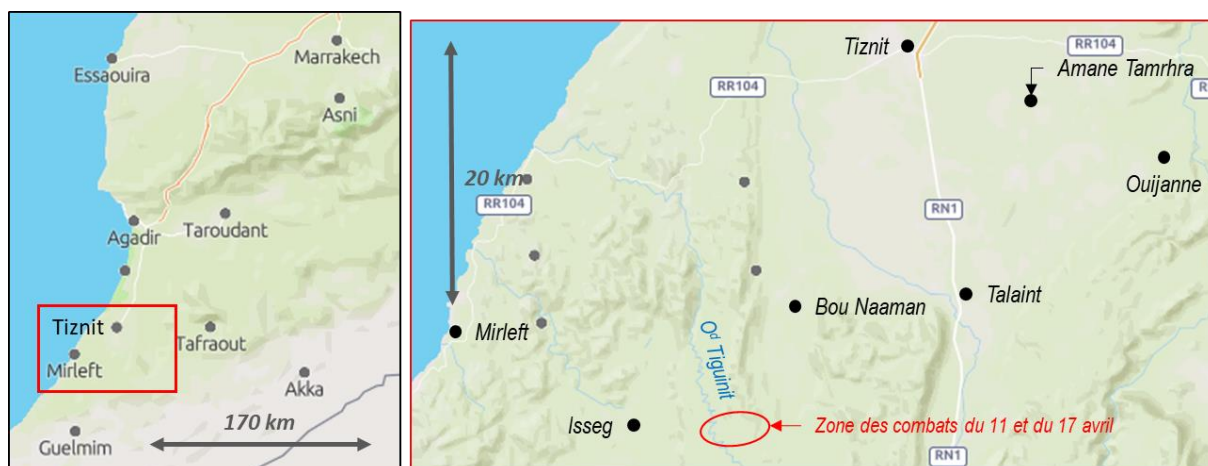 Essaouira
Marrakech
Asni
Agadir
Taroudant
Tiznit
Tafraout
Mirleft
Akka
170 km
Guelmim
Tiznit
RR104
Amane Tamrhra
RR104
R
20 km
Ouijanne
RR104
RN1
Talaint
Bou Naaman
Mirleft
Oᵈ Tiguinit
Isseg
Zone des combats du 11 et du 17 avril
RN1